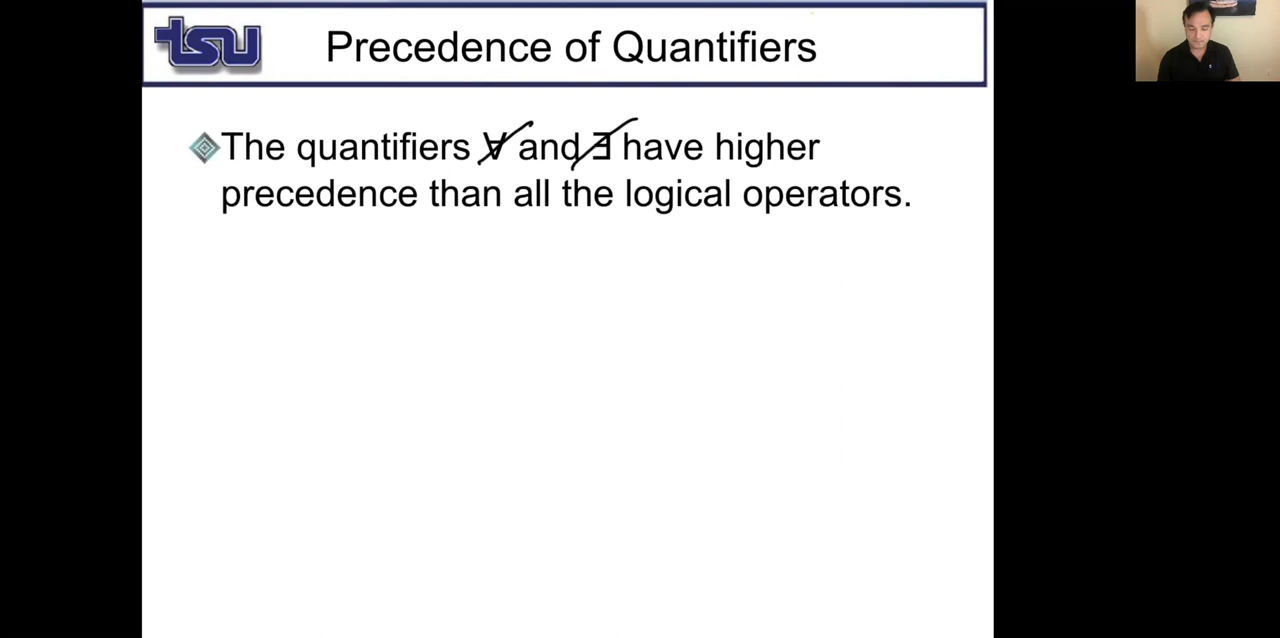 tsu
Precedence of Quantifiers
The quantifiers ∀ and ∃ have higher
precedence than all the logical operators.